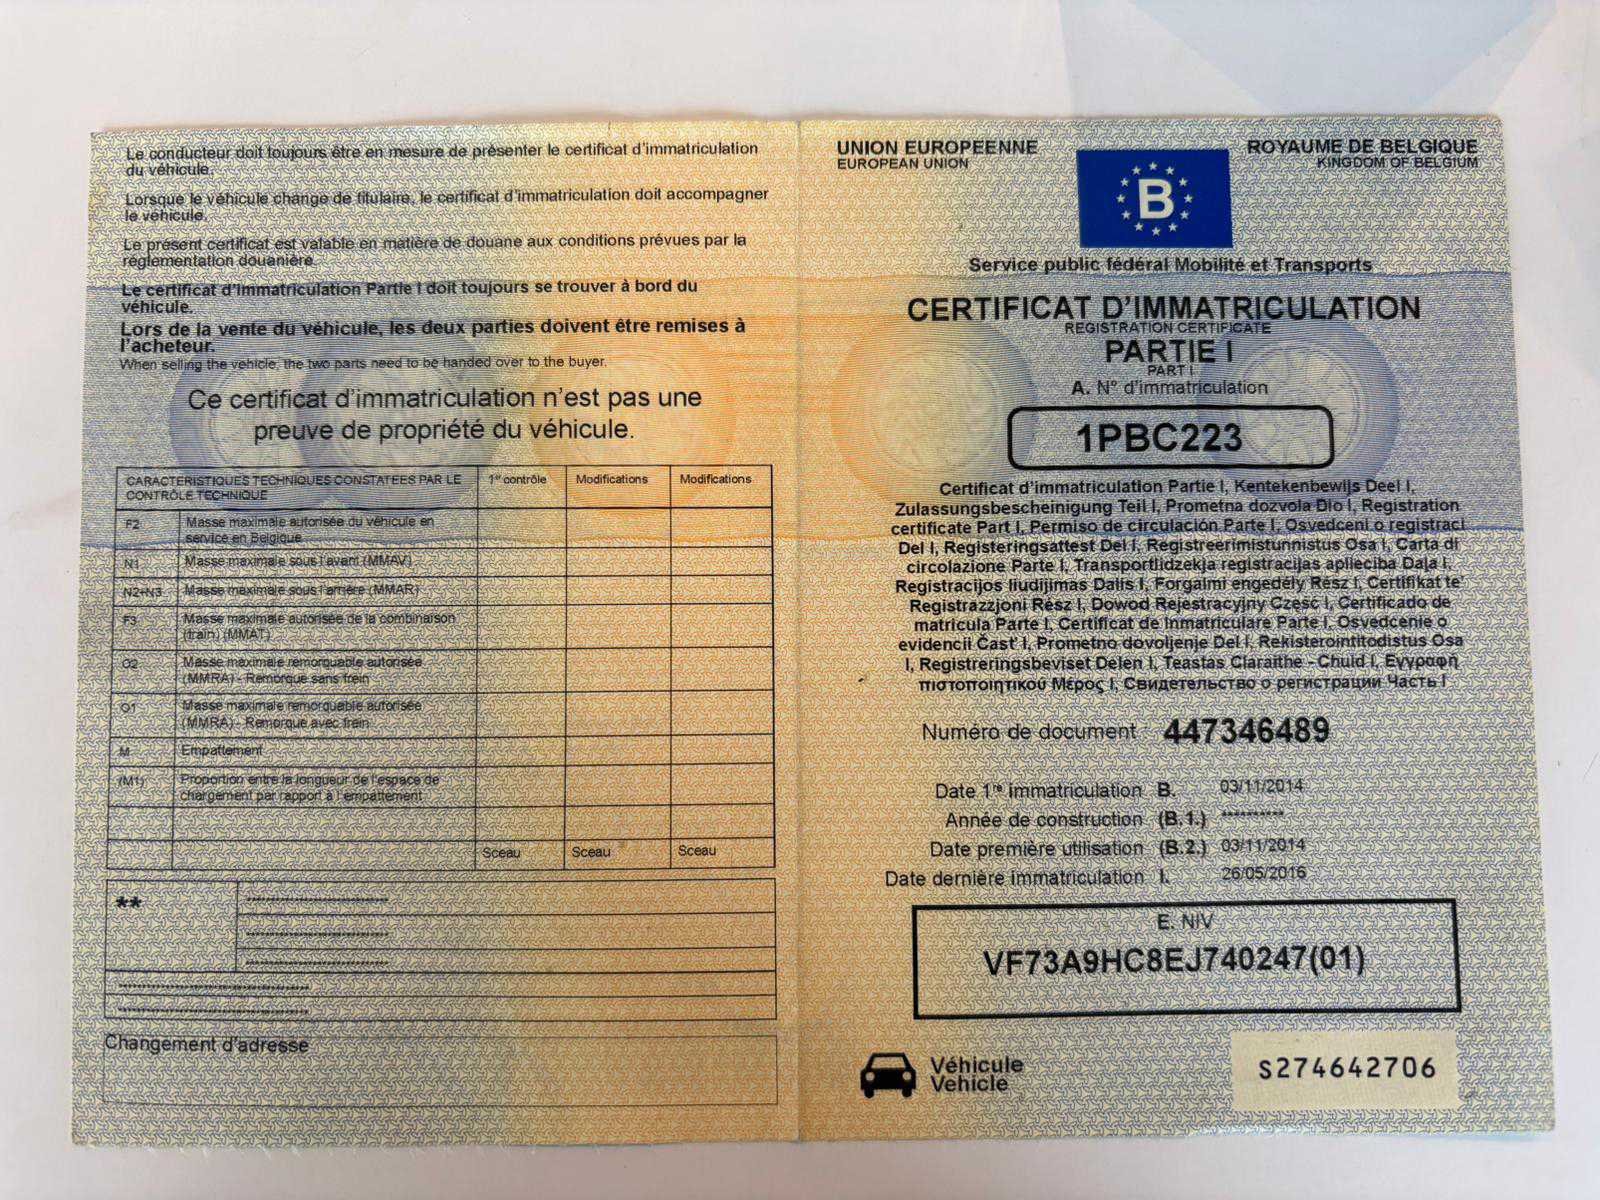 Le conducteur doit toujours être en mesure de présenter le certificat d'immatriculation
du véhicule.
Lorsque le véhicule change de titulaire, le certificat d'immatriculation doit accompagner
le véhicule.
Le présent certificat est valable en matière de douane aux conditions prévues par la
réglementation douanière.
Le certificat d'immatriculation Partie I doit toujours se trouver à bord du
véhicule.
Lors de la vente du véhicule, les deux parties doivent être remises à
l'acheteur.
When selling the vehicle, the two parts need to be handed over to the buyer.
Ce certificat d'immatriculation n'est pas une
preuve de propriété du véhicule.
CARACTERISTIQUES TECHNIQUES CONSTATEES PAR LE
CONTRÔLE TECHNIQUE
1er contrôle
Modifications
Modifications
F2 Masse maximale autorisée du véhicule en
service en Belgique
N1 Masse maximale sous l'avant (MMAV)
N2+N3 Masse maximale sous l'arrière (MMAR)
F3 Masse maximale autorisée de la combinaison
(train) (MMAT)
O2 Masse maximale remorquable autorisée
(MMRA) - Remorque sans frein
O1 Masse maximale remorquable autorisée
(MMRA) - Remorque avec frein
M Empattement
(M1) Proportion entre la longueur de l'espace de
chargement par rapport à l'empattement
Sceau Sceau Sceau
**
Changement d'adresse
UNION EUROPEENNE
EUROPEAN UNION
B
ROYAUME DE BELGIQUE
KINGDOM OF BELGIUM
Service public fédéral Mobilité et Transports
CERTIFICAT D'IMMATRICULATION
REGISTRATION CERTIFICATE
PARTIE I
PART I
A. N° d'immatriculation
1PBC223
Certificat d'immatriculation Partie I, Kentekenbewijs Deel I,
Zulassungsbescheinigung Teil I, Prometna dozvola Dio I, Registration
certificate Part I, Permiso de circulación Parte I, Osvedceni o registraci
Del I, Registeringsattest Del I, Registreerimistunnistus Osa I, Carta di
circolazione Parte I, Transportlidzekja registracijas aplieciba Daļa I,
Registracijos liudijimas Dalis I, Forgalmi engedély Rész I, Certifikat te'
Registrazzjoni Rész I, Dowod Rejestracyjny Część I, Certificado de
matricula Parte I, Certificat de Inmatriculare Parte I, Osvedcenie o
evidencii Čast' I, Prometno dovoljenje Del I, Rekisterointitodistus Osa
I, Registreringsbeviset Delen I, Teastas Claraithe - Chuid I, Εγγραφή
πιστοποιητικού Μέρος I, Свидетельство о регистрации Часть I
Numéro de document : 447346489
Date 1re immatriculation B. 03/11/2014
Année de construction (B.1.) **********
Date première utilisation (B.2.) 03/11/2014
Date dernière immatriculation I. 26/05/2016
E. NIV
VF73A9HC8EJ740247(01)
Véhicule
Vehicle
S274642706